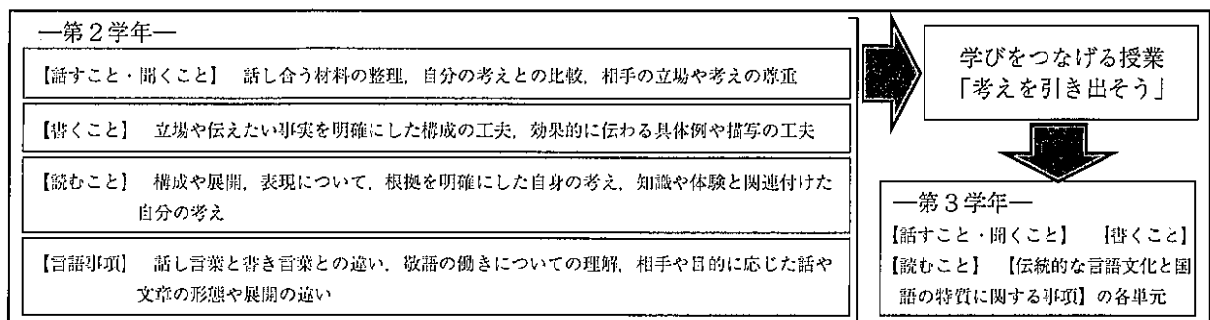 ―第2学年―
【話すこと・聞くこと】 話し合う材料の整理,自分の考えとの比較,相手の立場や考えの尊重
【書くこと】 立場や伝えたい事実を明確にした構成の工夫,効果的に伝わる具体例や描写の工夫
【読むこと】 構成や展開,表現について,根拠を明確にした自身の考え,知識や体験と関連付けた
自分の考え
【言語事項】 話し言葉と書き言葉との違い,敬語の働きについての理解,相手や目的に応じた話や
文章の形態や展開の違い
学びをつなげる授業
「考えを引き出そう」
―第3学年―
【話すこと・聞くこと】 【書くこと】
【読むこと】 【伝統的な言語文化と国
語の特質に関する事項】の各単元